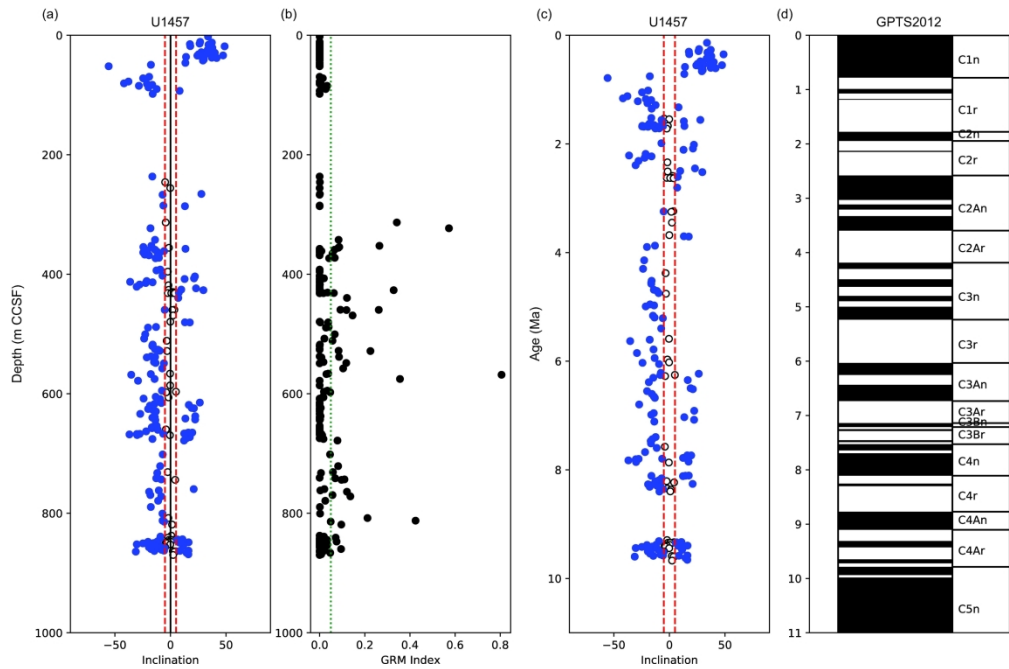 (a)
U1457
(b)
(c)
U1457
(d)
GPTS2012
0
200
400
600
800
1000
Depth (m CCSF)
−50
0
50
Inclination
0
200
400
600
800
1000
0.0
0.2
0.4
0.6
0.8
GRM Index
0
2
4
6
8
10
Age (Ma)
−50
0
50
Inclination
0
1
2
3
4
5
6
7
8
9
10
11
C1n
C1r
C2n
C2r
C2An
C2Ar
C3n
C3r
C3An
C3Ar
C3Bn
C3Br
C4n
C4r
C4An
C4Ar
C5n